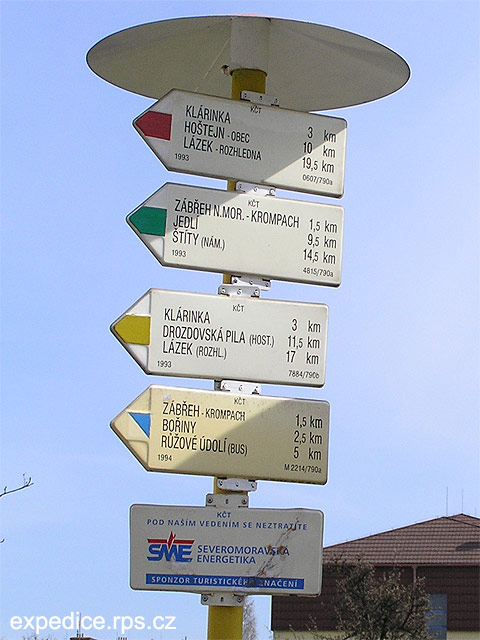 KČT
KLÁRINKA 3 km
HOŠTEJN - OBEC 10 km
LÁZEK - ROZHLEDNA 19,5 km
1993 0607/790a
KČT
ZÁBŘEH N.MOR. - KROMPACH 1,5 km
JEDLÍ 9,5 km
ŠTÍTY (NÁM.) 14,5 km
1993 4815/790a
KČT
KLÁRINKA 3 km
DROZDOVSKÁ PILA (HOST.) 11,5 km
LÁZEK (ROZHL.) 17 km
1993 7884/790b
KČT
ZÁBŘEH - KROMPACH 1,5 km
BOŘINY 2,5 km
RŮŽOVÉ ÚDOLÍ (BUS) 5 km
1994 M 2214/790a
KČT
POD NAŠÍM VEDENÍM SE NEZTRATÍTE
SME SEVEROMORAVSKÁ
ENERGETIKA
SPONZOR TURISTICKÉHO ZNAČENÍ
expedice.rps.cz